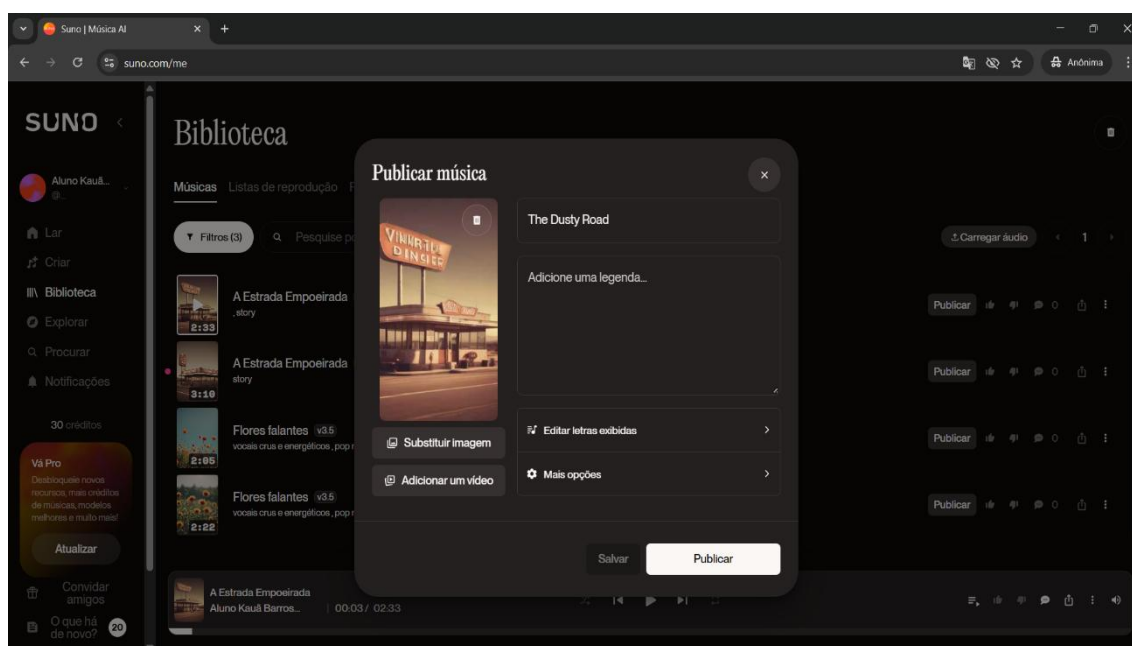 Suno | Música AI
suno.com/me
Anônima
SUNO
Biblioteca
Aluno Kauã...
@...
Lar
Criar
Biblioteca
Explorar
Procurar
Notificações
30 créditos
Vá Pro
Desbloqueie novos
recursos, mais créditos
de músicas, modelos
melhores e muito mais!
Atualizar
Convidar
amigos
O que há
de novo?
20
Músicas Listas de reprodução
Filtros (3)
Pesquise
Carregar áudio
1
A Estrada Empoeirada
,story
2:33
Publicar
0
A Estrada Empoeirada
story
3:10
Publicar
0
Flores falantes v3.5
vocais crus e energéticos, pop
2:05
Publicar
0
Flores falantes v3.5
vocais crus e energéticos, pop
2:22
Publicar
0
Publicar música
The Dusty Road
Adicione uma legenda...
Substituir Imagem
Adicionar um vídeo
Editar letras exibidas
Mais opções
Salvar
Publicar
A Estrada Empoeirada
Aluno Kauã Barros...
00:03 / 02:33